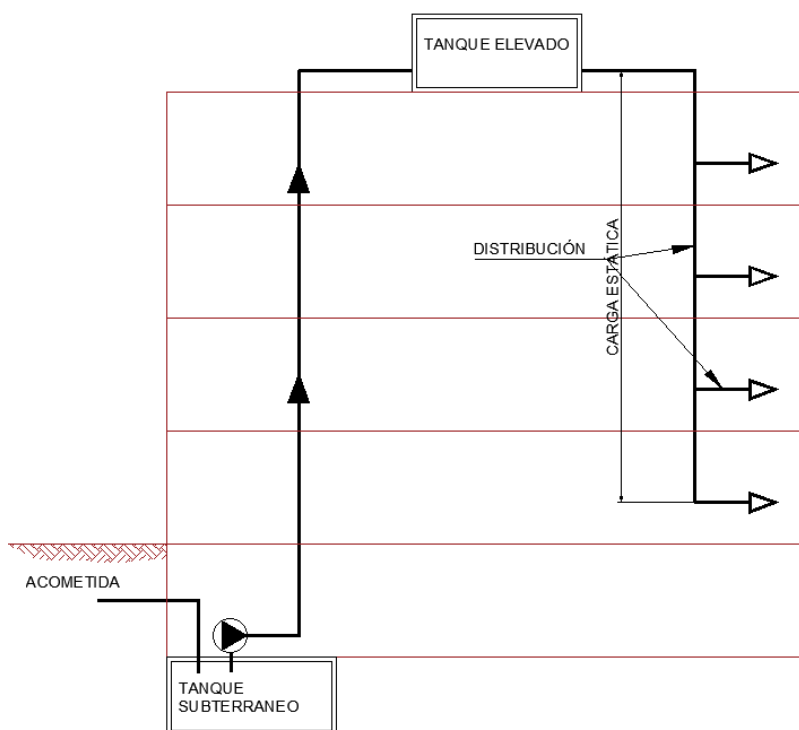 TANQUE ELEVADO
DISTRIBUCIÓN
CARGA ESTÁTICA
ACOMETIDA
TANQUE
SUBTERRANEO